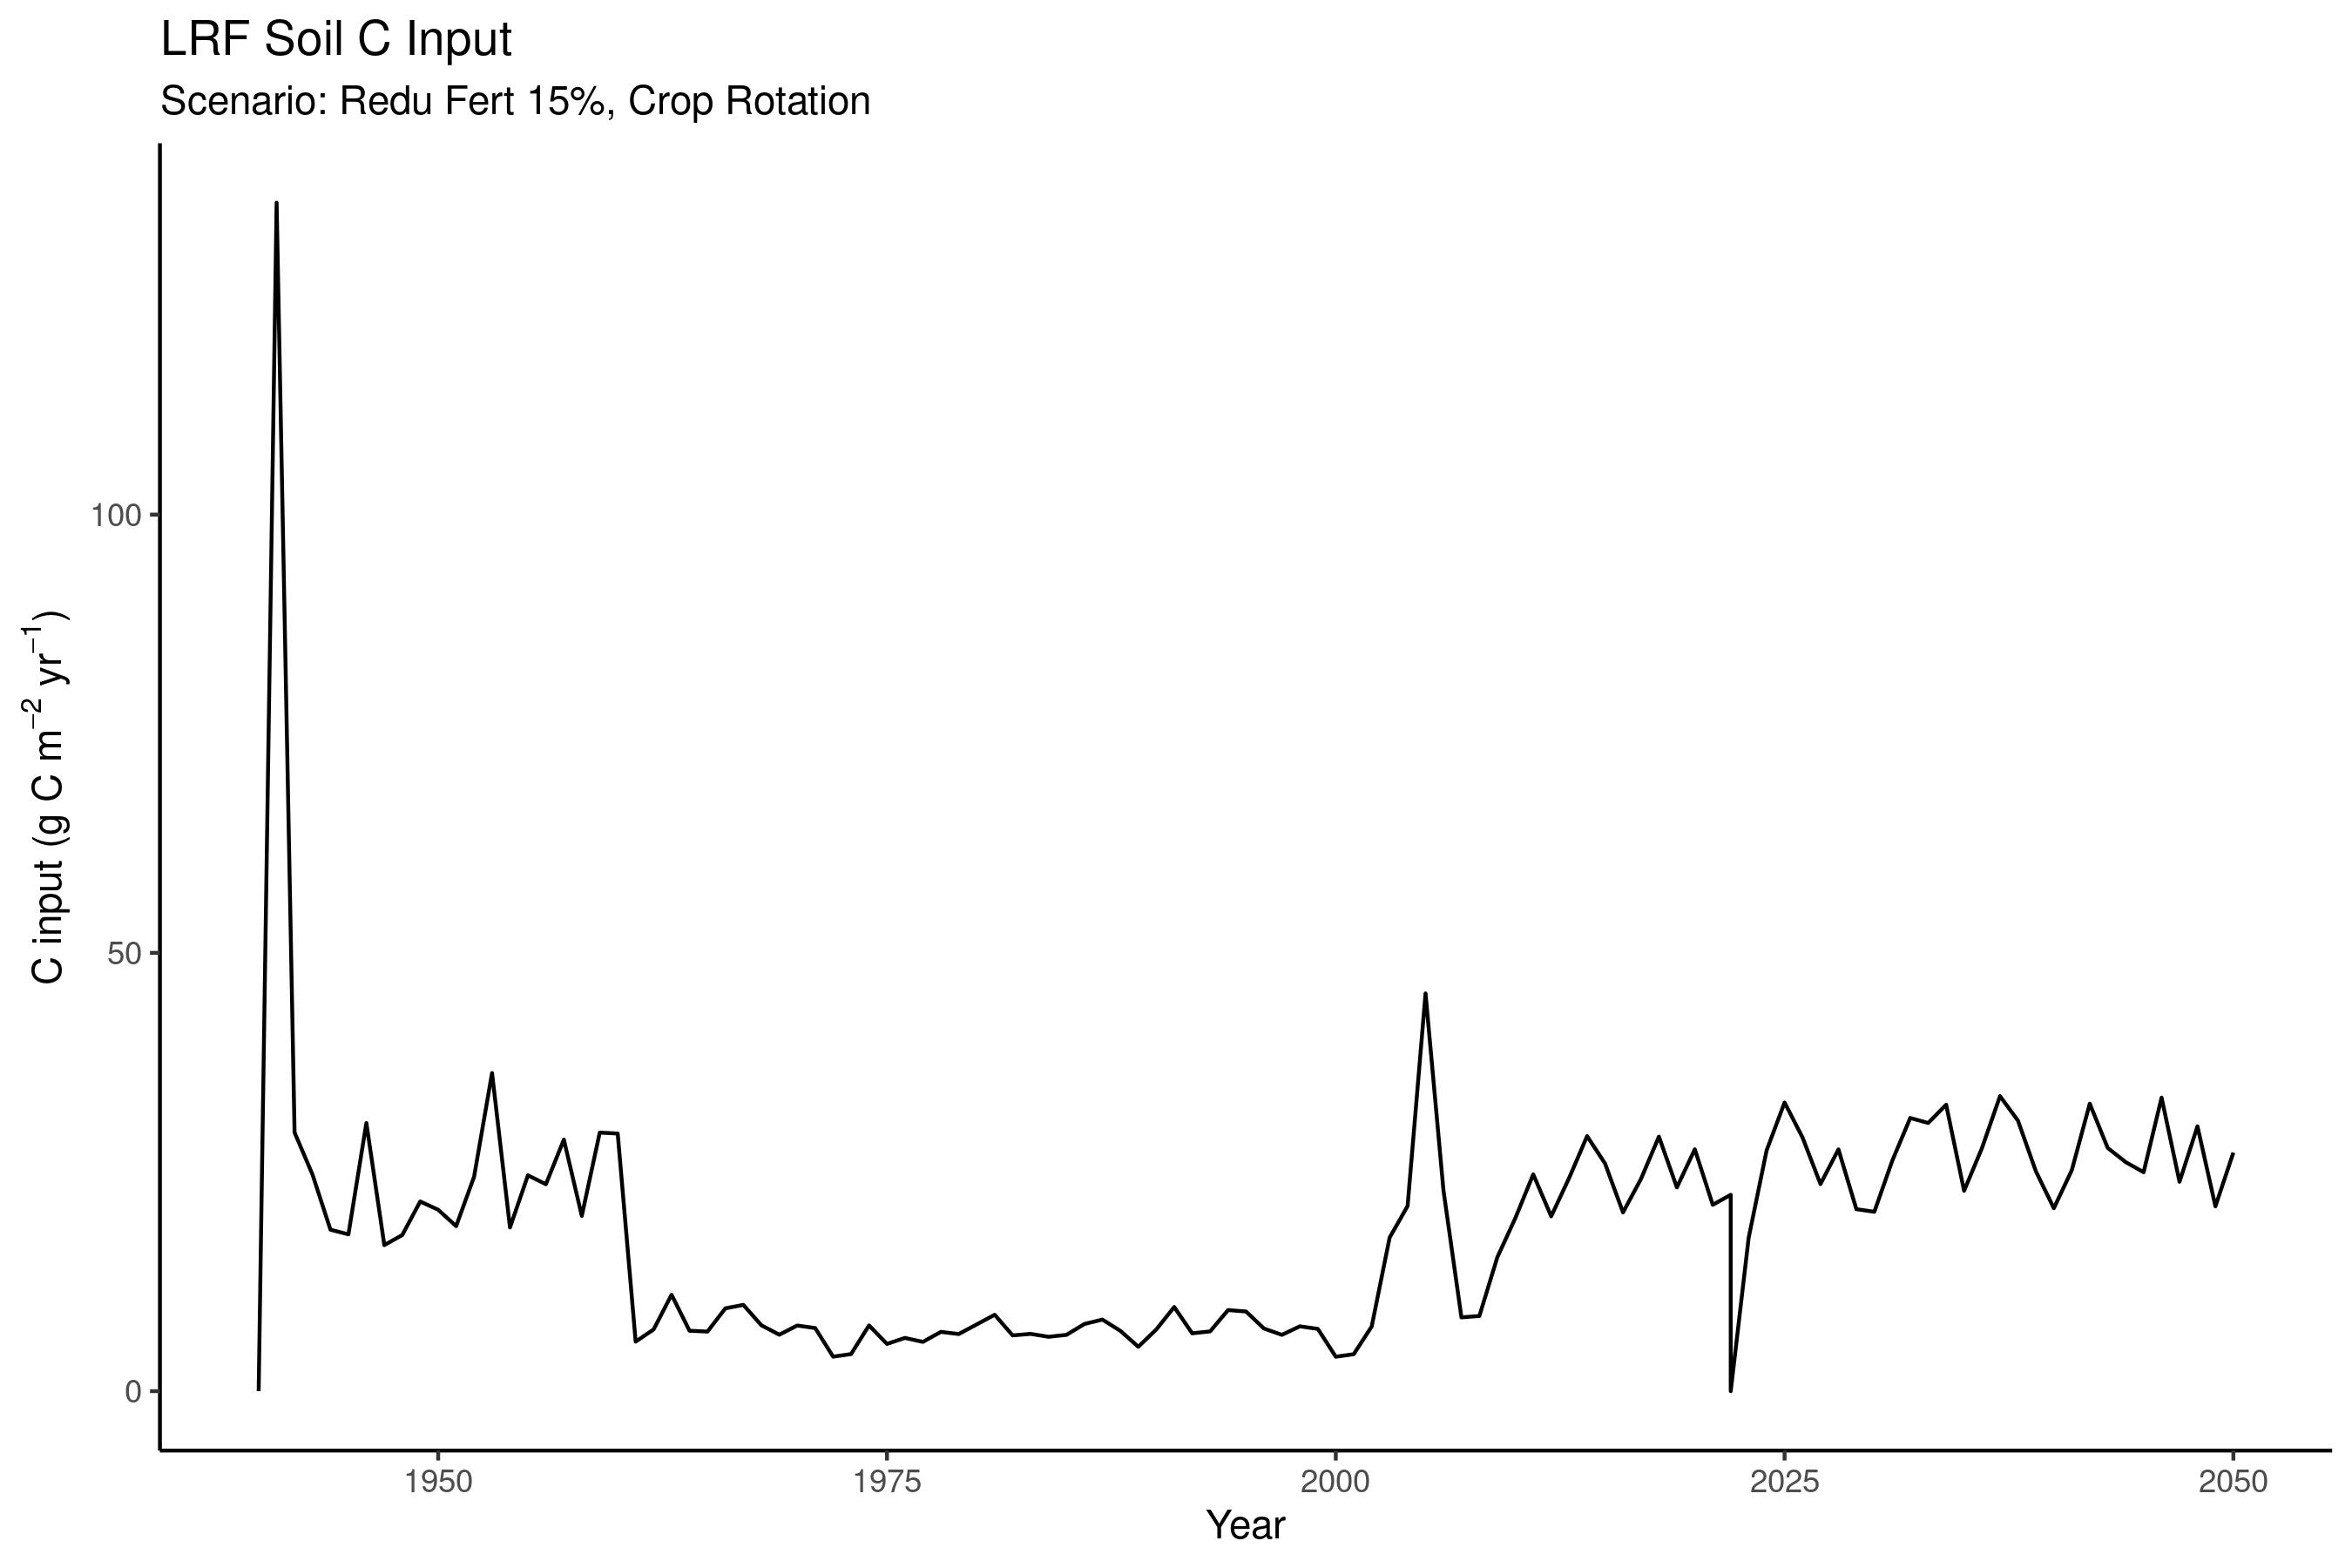 LRF Soil C Input
Scenario: Redu Fert 15%, Crop Rotation
C input (g C m⁻² yr⁻¹)
100
50
0
1950 1975 2000 2025 2050
Year